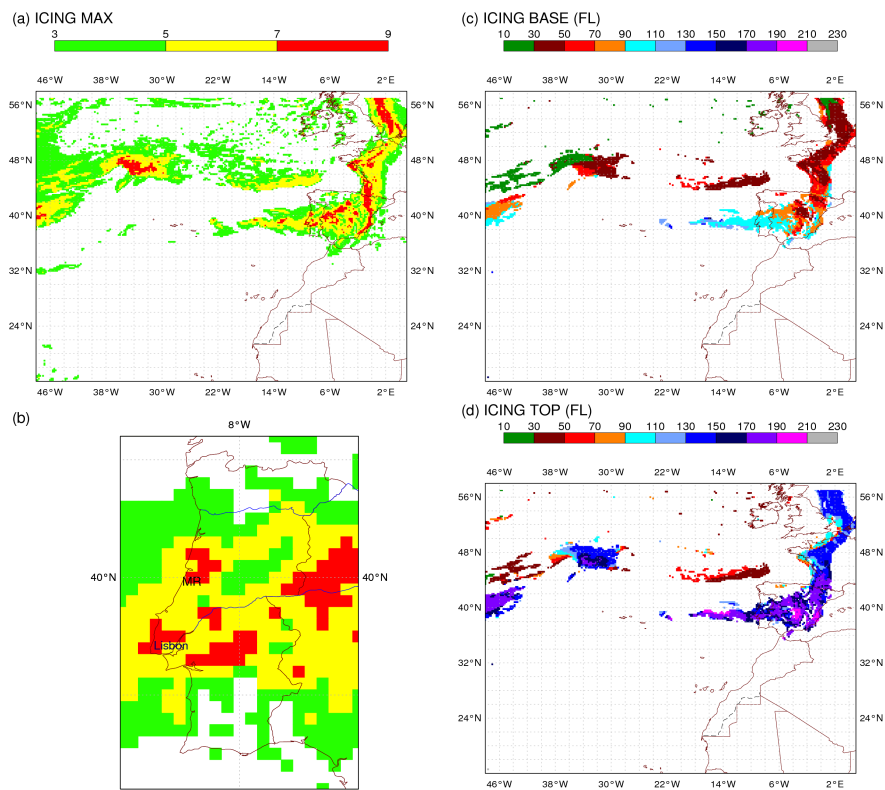 (a) ICING MAX
3 5 7 9
46°W 38°W 30°W 22°W 14°W 6°W 2°E
56°N 56°N
48°N 48°N
40°N 40°N
32°N 32°N
24°N 24°N
46°W 38°W 30°W 22°W 14°W 6°W 2°E
(c) ICING BASE (FL)
10 30 50 70 90 110 130 150 170 190 210 230
46°W 38°W 30°W 22°W 14°W 6°W 2°E
56°N 56°N
48°N 48°N
40°N 40°N
32°N 32°N
24°N 24°N
46°W 38°W 30°W 22°W 14°W 6°W 2°E
(b)
8°W
40°N 40°N
MR
Lisbon
(d) ICING TOP (FL)
10 30 50 70 90 110 130 160 170 190 210 230
46°W 38°W 30°W 22°W 14°W 6°W 2°E
56°N 56°N
48°N 48°N
40°N 40°N
32°N 32°N
24°N 24°N
46°W 38°W 30°W 22°W 14°W 6°W 2°E